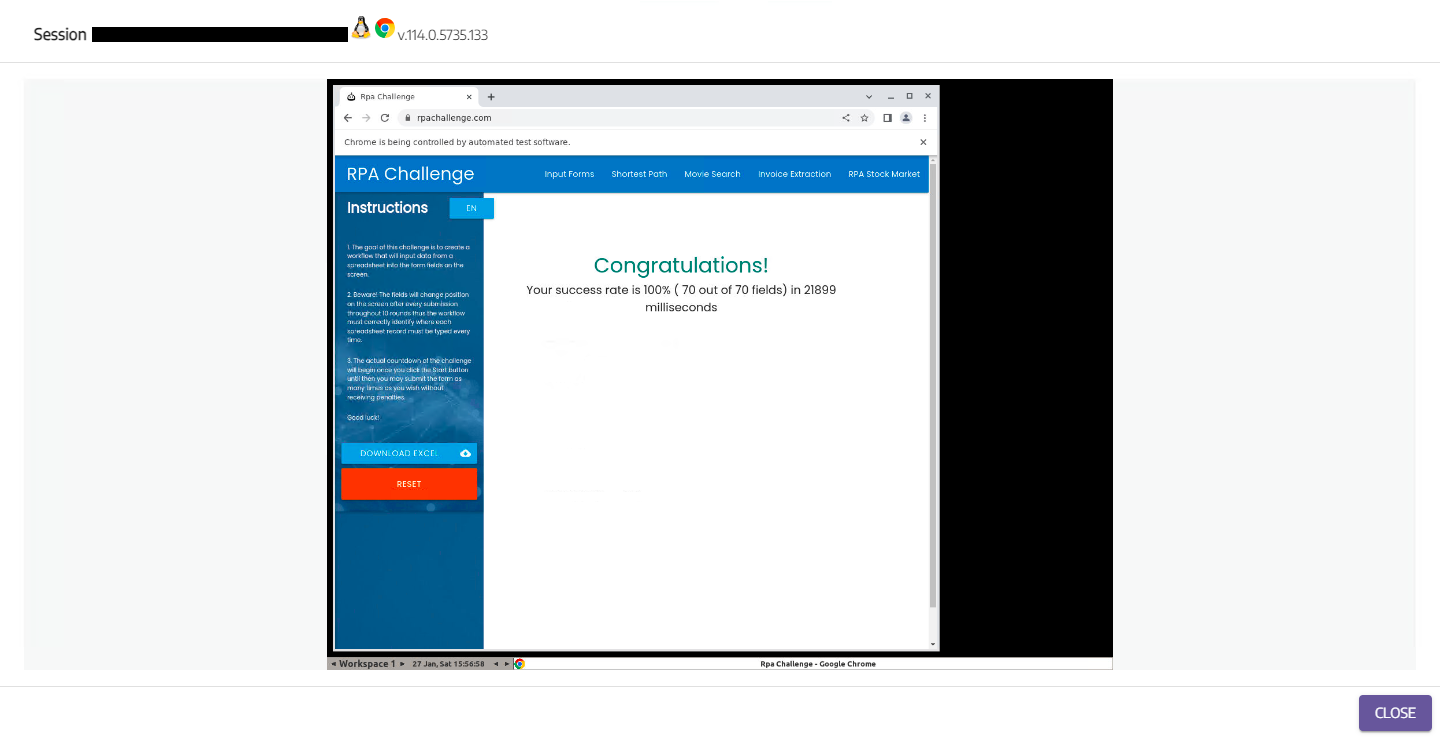 Session v.114.0.5735.133
Rpa Challenge
rpachallenge.com
Chrome is being controlled by automated test software.
RPA Challenge
Input Forms Shortest Path Movie Search Invoice Extraction RPA Stock Market
Instructions
EN
1. The goal of this challenge is to create a
workflow that will input data from a
spreadsheet into the form fields on the
screen.
2. Beware! The fields will change position
on the screen after every submission
throughout 10 rounds thus the workflow
must correctly identify where each
spreadsheet record must be typed every
time.
3. The actual countdown of the challenge
will begin once you click the Start button
until then you may submit the form as
many times as you wish without
receiving penalties.
Good luck!
DOWNLOAD EXCEL
RESET
Congratulations!
Your success rate is 100% ( 70 out of 70 fields) in 21899
milliseconds
Workspace 1 27 Jan, Sat 15:56:58 Rpa Challenge - Google Chrome
CLOSE